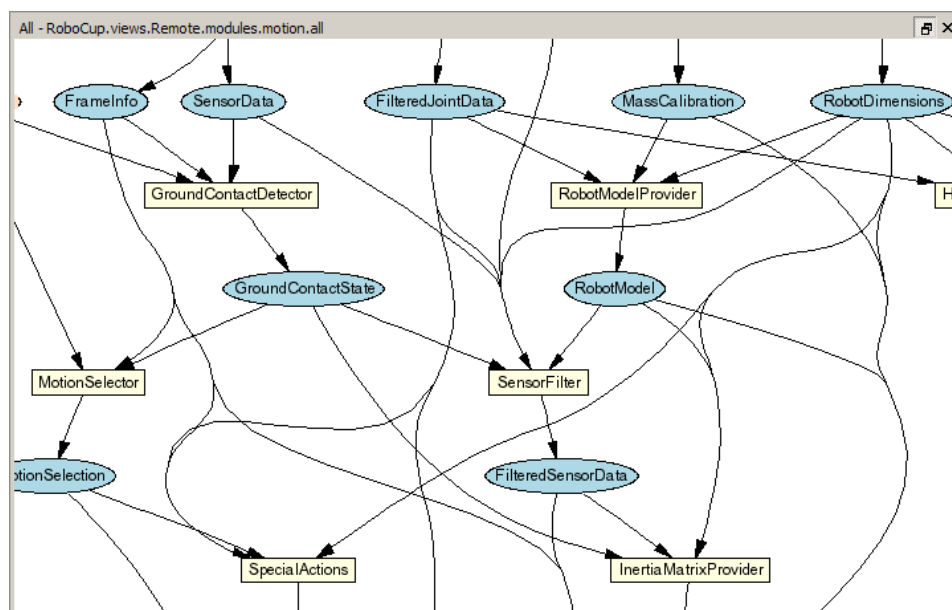 All - RoboCup.views.Remote.modules.motion.all
FrameInfo
SensorData
FilteredJointData
MassCalibration
RobotDimensions
GroundContactDetector
RobotModelProvider
H
GroundContactState
RobotModel
MotionSelector
SensorFilter
otionSelection
FilteredSensorData
SpecialActions
InertiaMatrixProvider